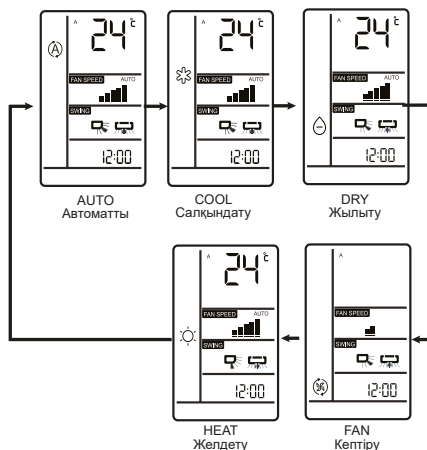 A
24 °c
FAN SPEED AUTO
SWING
12:00
AUTO
Автоматты
A
24 °c
FAN SPEED AUTO
SWING
12:00
COOL
Салқындату
A
24 °c
FAN SPEED AUTO
SWING
12:00
DRY
Жылыту
A
24 °c
FAN SPEED AUTO
SWING
12:00
HEAT
Желдету
A
FAN SPEED
SWING
12:00
FAN
Кептіру